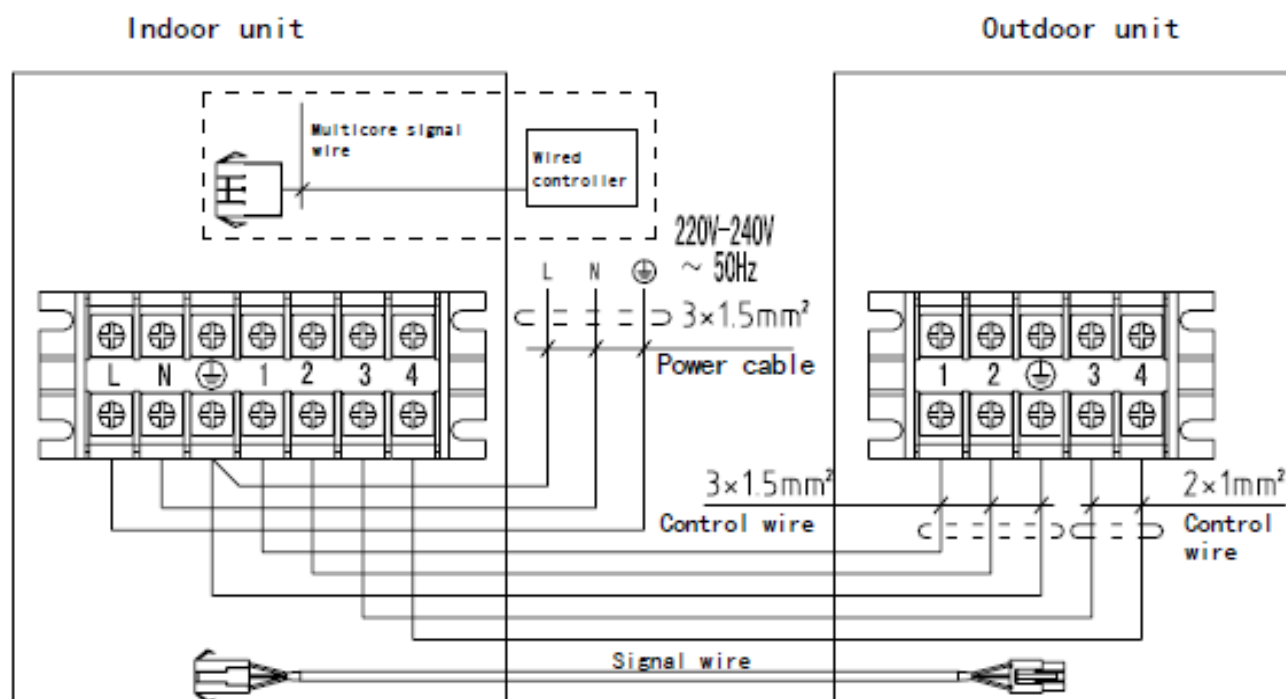 Indoor unit
Outdoor unit
Multicore signal
wire
Wired
controller
220V-240V
L N ~ 50Hz
3×1.5mm²
Power cable
L N 1 2 3 4
1 2 3 4
3×1.5mm²
Control wire
2×1mm²
Control
wire
Signal wire